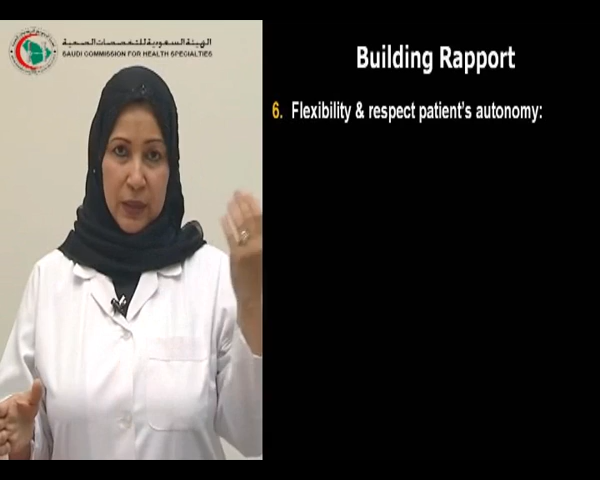 الهيئة السعودية للتخصصات الصحية
SAUDI COMMISSION FOR HEALTH SPECIALTIES
Building Rapport
6. Flexibility & respect patient's autonomy: